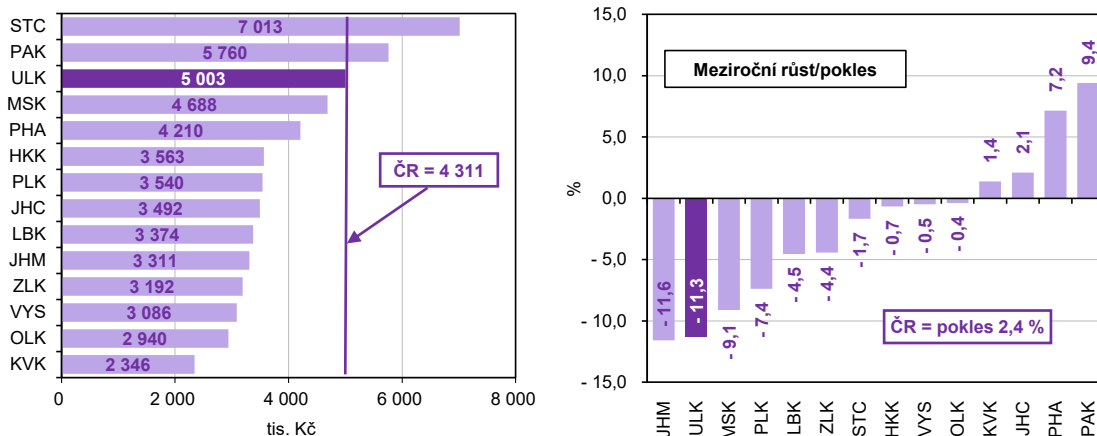 STC 7 013
PAK 5 760
ULK 5 003
MSK 4 688
PHA 4 210
HKK 3 563
PLK 3 540
JHC 3 492
LBK 3 374
JHM 3 311
ZLK 3 192
VYS 3 086
OLK 2 940
KVK 2 346
ČR = 4 311
0 2 000 4 000 6 000 8 000
tis. Kč
Meziroční růst/pokles
15,0
10,0
5,0
0,0
- 5,0
- 10,0
- 15,0
%
- 11,6
- 11,3
- 9,1
- 7,4
- 4,5
- 4,4
- 1,7
- 0,7
- 0,5
- 0,4
1,4
2,1
7,2
9,4
ČR = pokles 2,4 %
JHM
ULK
MSK
PLK
LBK
ZLK
STC
HKK
VYS
OLK
KVK
JHC
PHA
PAK